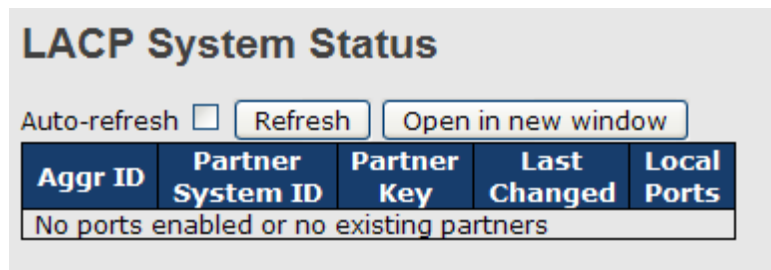 LACP System Status
Auto-refresh Refresh Open in new window
Aggr ID Partner System ID Partner Key Last Changed Local Ports
No ports enabled or no existing partners